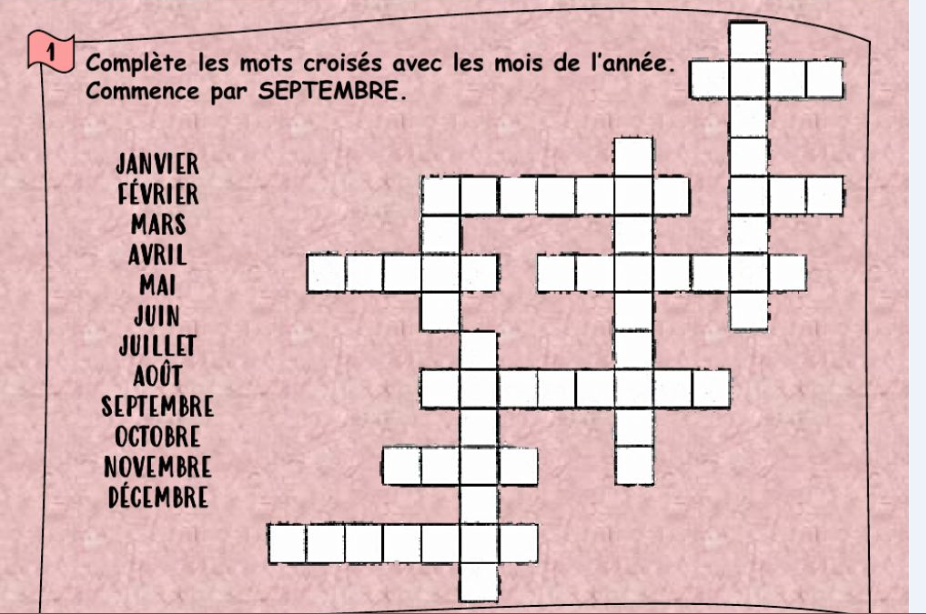 1
Complète les mots croisés avec les mois de l'année.
Commence par SEPTEMBRE.
JANVIER
FÉVRIER
MARS
AVRIL
MAI
JUIN
JUILLET
AOÛT
SEPTEMBRE
OCTOBRE
NOVEMBRE
DÉCEMBRE